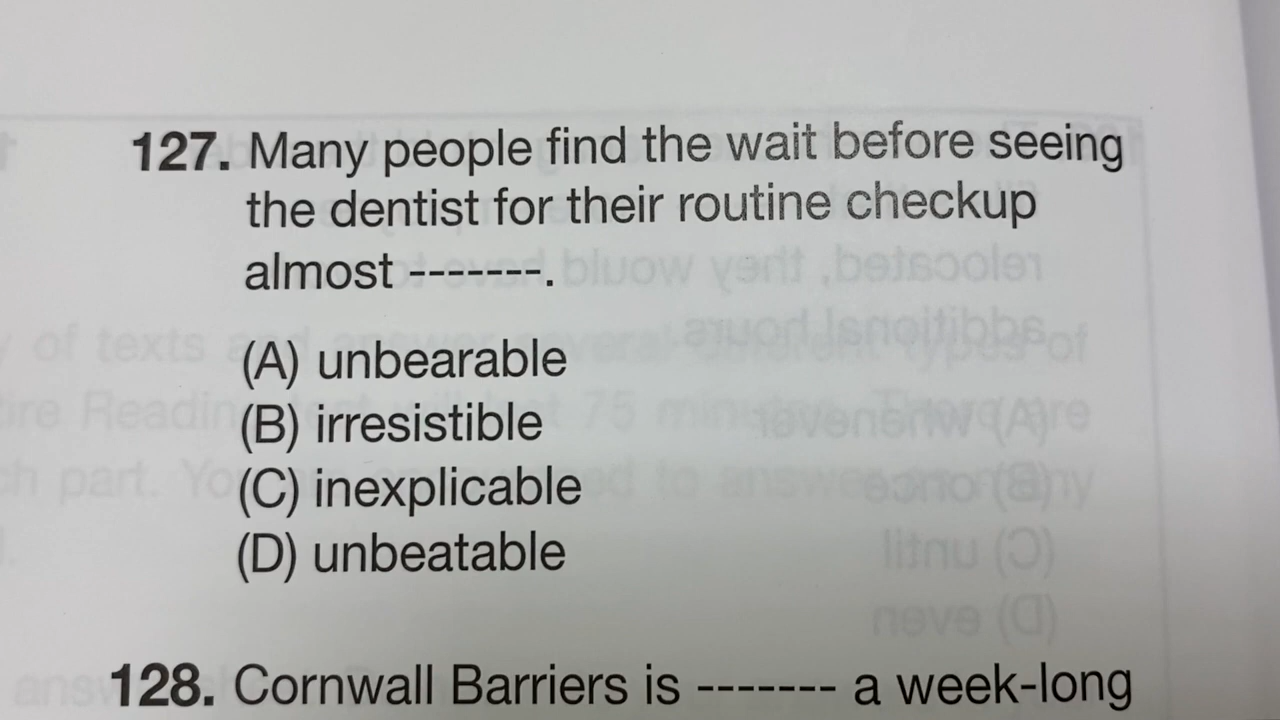 127. Many people find the wait before seeing
the dentist for their routine checkup
almost -------.
(A) unbearable
(B) irresistible
(C) inexplicable
(D) unbeatable
128. Cornwall Barriers is ------- a week-long